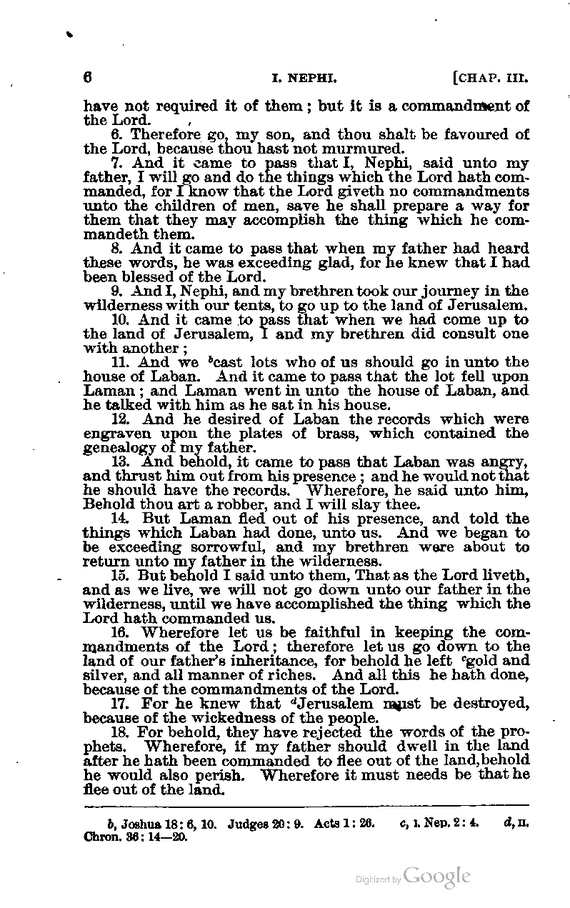 6 I. NEPHI. [CHAP. III.
have not required it of them; but it is a commandment of
the Lord.
6. Therefore go, my son, and thou shalt be favoured of
the Lord, because thou hast not murmured.
7. And it came to pass that I, Nephi, said unto my
father, I will go and do the things which the Lord hath com-
manded, for I know that the Lord giveth no commandments
unto the children of men, save he shall prepare a way for
them that they may accomplish the thing which he com-
mandeth them.
8. And it came to pass that when my father had heard
these words, he was exceeding glad, for he knew that I had
been blessed of the Lord.
9. And I, Nephi, and my brethren took our journey in the
wilderness with our tents, to go up to the land of Jerusalem.
10. And it came to pass that when we had come up to
the land of Jerusalem, I and my brethren did consult one
with another;
11. And we bcast lots who of us should go in unto the
house of Laban. And it came to pass that the lot fell upon
Laman; and Laman went in unto the house of Laban, and
he talked with him as he sat in his house.
12. And he desired of Laban the records which were
engraven upon the plates of brass, which contained the
genealogy of my father.
13. And behold, it came to pass that Laban was angry,
and thrust him out from his presence; and he would not that
he should have the records. Wherefore, he said unto him,
Behold thou art a robber, and I will slay thee.
14. But Laman fled out of his presence, and told the
things which Laban had done, unto us. And we began to
be exceeding sorrowful, and my brethren were about to
return unto my father in the wilderness.
15. But behold I said unto them, That as the Lord liveth,
and as we live, we will not go down unto our father in the
wilderness, until we have accomplished the thing which the
Lord hath commanded us.
16. Wherefore let us be faithful in keeping the com-
mandments of the Lord; therefore let us go down to the
land of our father's inheritance, for behold he left cgold and
silver, and all manner of riches. And all this he hath done,
because of the commandments of the Lord.
17. For he knew that dJerusalem must be destroyed,
because of the wickedness of the people.
18. For behold, they have rejected the words of the pro-
phets. Wherefore, if my father should dwell in the land
after he hath been commanded to flee out of the land, behold
he would also perish. Wherefore it must needs be that he
flee out of the land.
b, Joshua 18: 6, 10. Judges 20: 9. Acts 1: 26. c, I. Nep. 2: 4. d, II.
Chron. 36: 14—20.
Digitized by Google